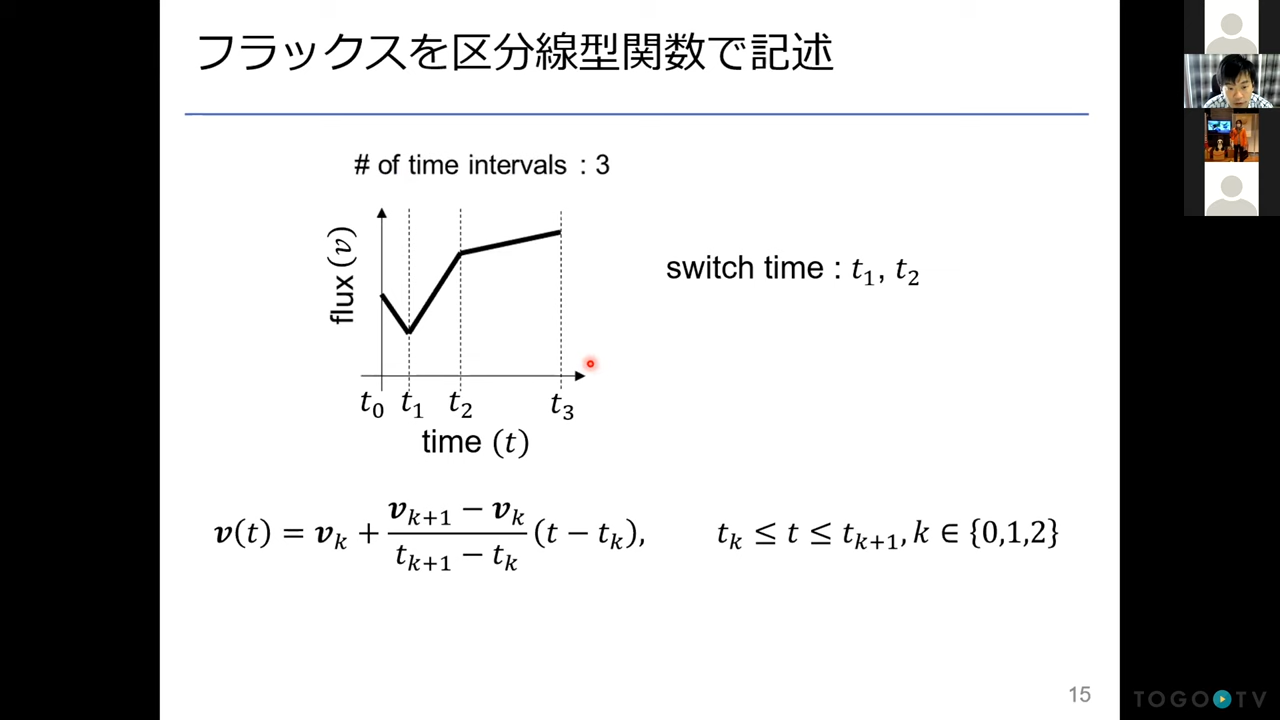 フラックスを区分線型関数で記述
# of time intervals : 3
flux (v)
switch time : t₁, t₂
t₀ t₁ t₂ t₃
time (t)
v(t) = vₖ + (vₖ₊₁ − vₖ)/(tₖ₊₁ − tₖ) (t − tₖ), tₖ ≤ t ≤ tₖ₊₁, k ∈ {0,1,2}
15
TOGO TV